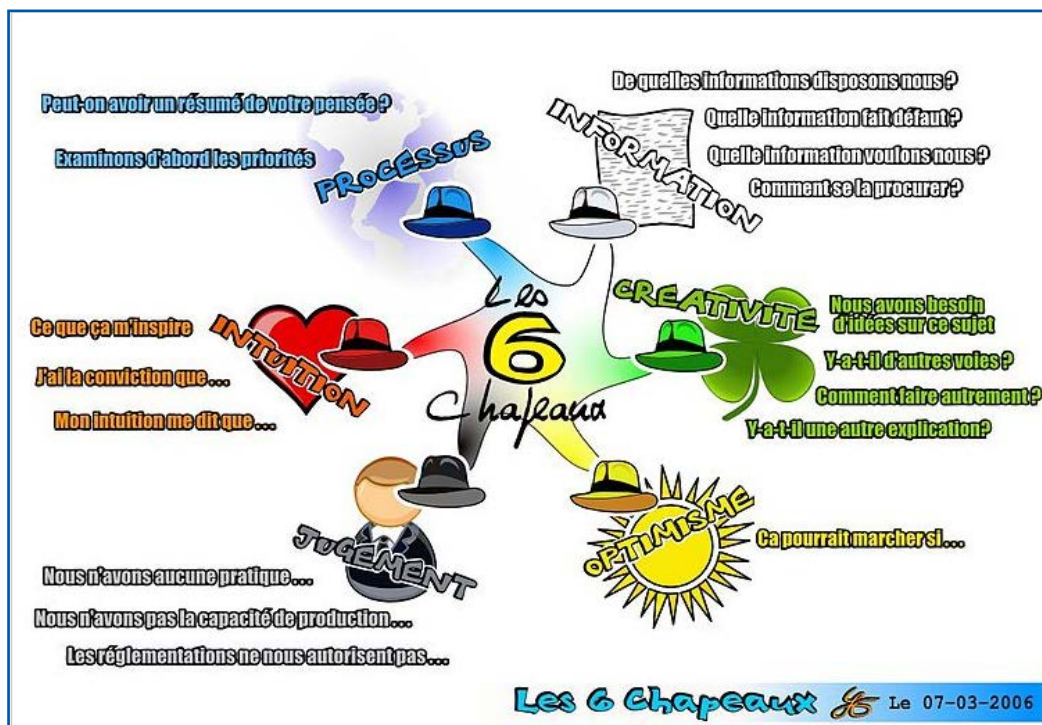 Peut-on avoir un résumé de votre pensée ?
Examinons d'abord les priorités
PROCESSUS
De quelles informations disposons nous ?
Quelle information fait défaut ?
Quelle information voulons nous ?
Comment se la procurer ?
INFORMATION
Les
6
Chapeaux
CREATIVITÉ
Nous avons besoin
d'idées sur ce sujet
Y-a-t-il d'autres voies ?
Comment faire autrement ?
Y-a-t-il une autre explication?
Ce que ça m'inspire
J'ai la conviction que ...
Mon intuition me dit que ...
INTUITION
JUGEMENT
Nous n'avons aucune pratique ...
Nous n'avons pas la capacité de production ...
Les réglementations ne nous autorisent pas ...
OPTIMISME
Ca pourrait marcher si ...
Les 6 Chapeaux Le 07-03-2006